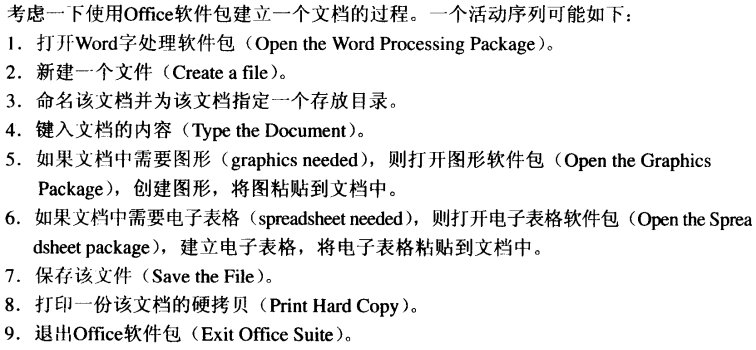 考虑一下使用Office软件包建立一个文档的过程。一个活动序列可能如下：
1．打开Word字处理软件包（Open the Word Processing Package）。
2．新建一个文件（Create a file）。
3．命名该文档并为该文档指定一个存放目录。
4．键入文档的内容（Type the Document）。
5．如果文档中需要图形（graphics needed），则打开图形软件包（Open the Graphics
Package），创建图形，将图粘贴到文档中。
6．如果文档中需要电子表格（spreadsheet needed），则打开电子表格软件包（Open the Sprea
dsheet package），建立电子表格，将电子表格粘贴到文档中。
7．保存该文件（Save the File）。
8．打印一份该文档的硬拷贝（Print Hard Copy）。
9．退出Office软件包（Exit Office Suite）。